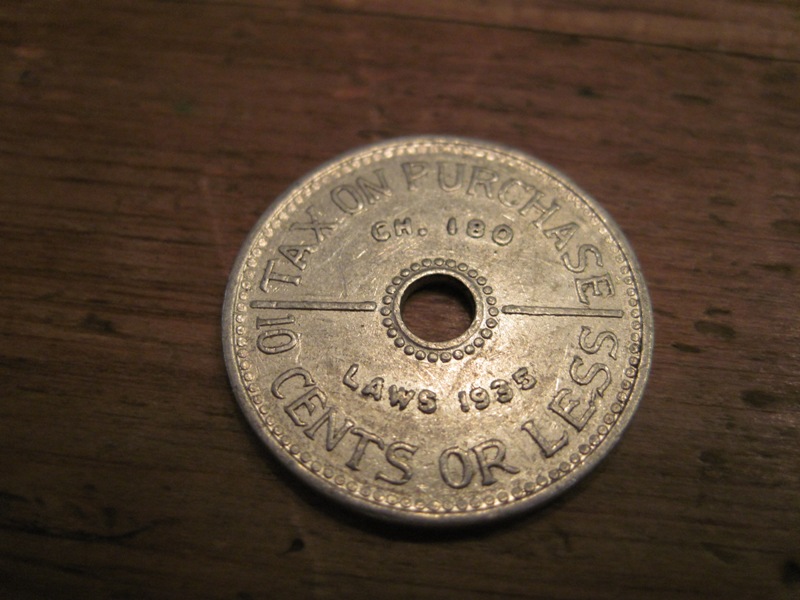 TAX ON PURCHASE
CH. 180
LAWS 1935
10 CENTS OR LESS